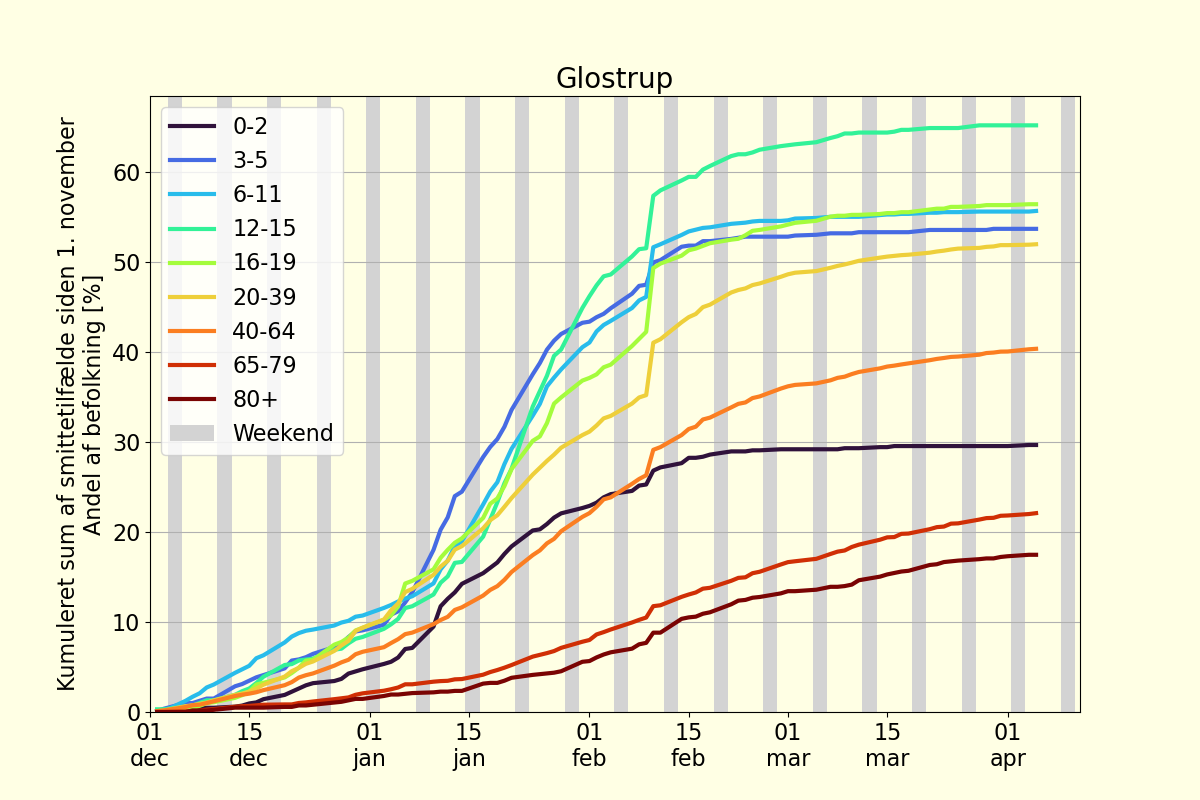 Glostrup
Kumuleret sum af smittetilfælde siden 1. november
Andel af befolkning [%]
60
50
40
30
20
10
0
0-2
3-5
6-11
12-15
16-19
20-39
40-64
65-79
80+
Weekend
01 15 01 15 01 15 01 15 01
dec dec jan jan feb feb mar mar apr